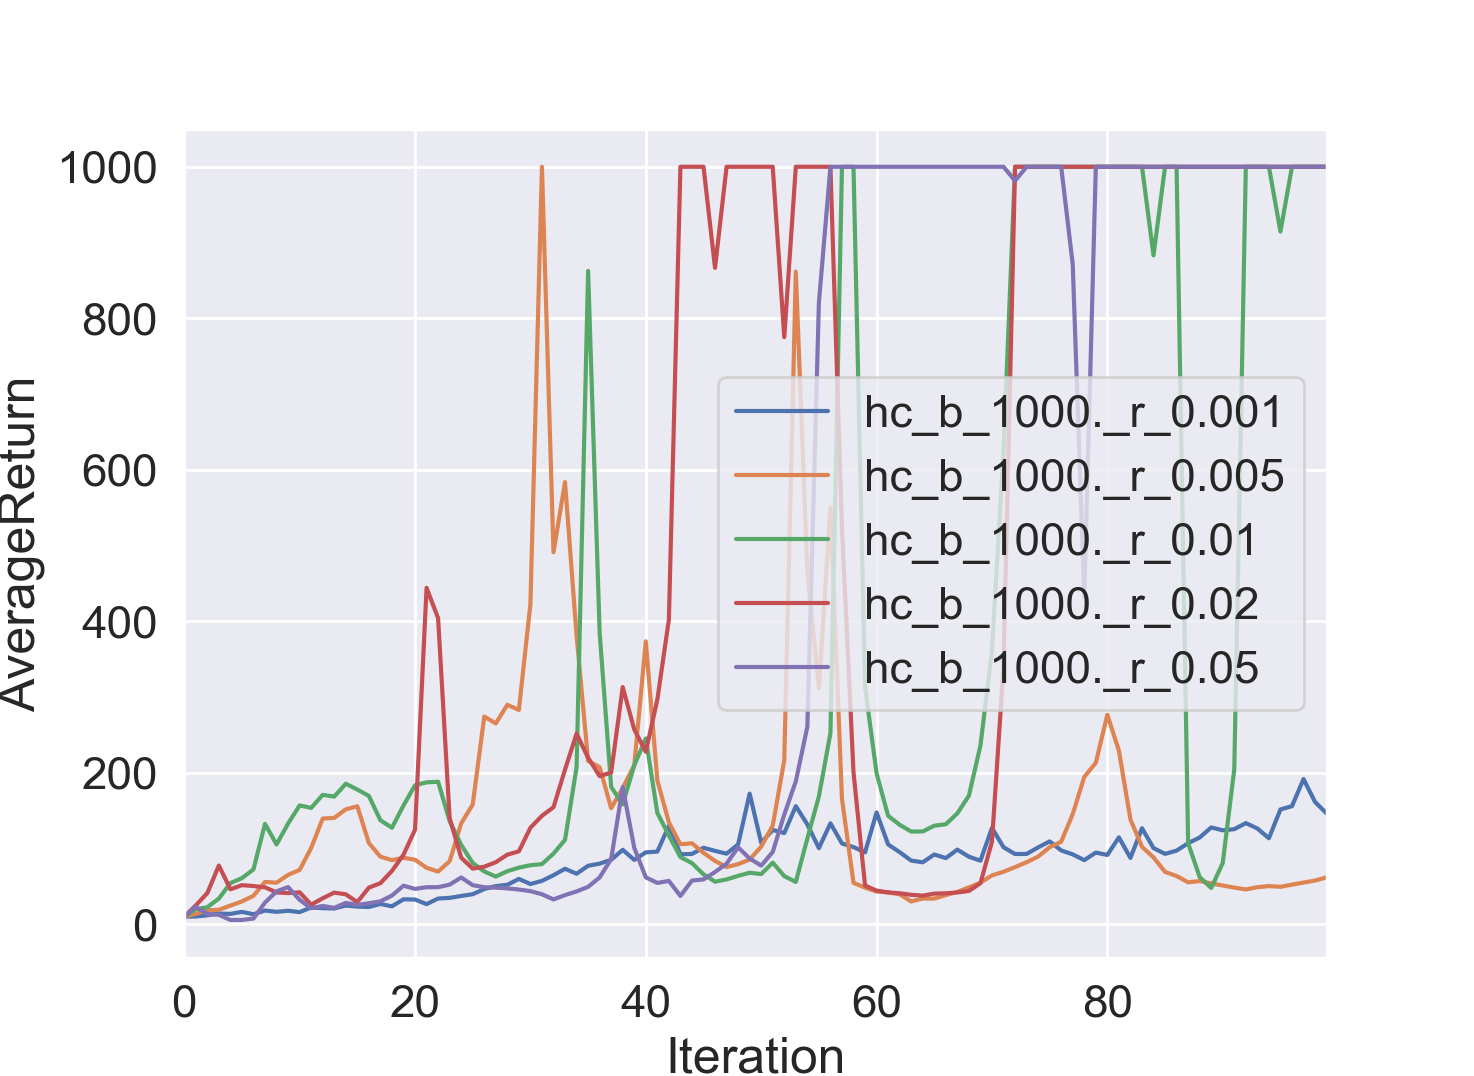 1000
800
600
400
200
0
AverageReturn
hc_b_1000._r_0.001
hc_b_1000._r_0.005
hc_b_1000._r_0.01
hc_b_1000._r_0.02
hc_b_1000._r_0.05
0 20 40 60 80
Iteration